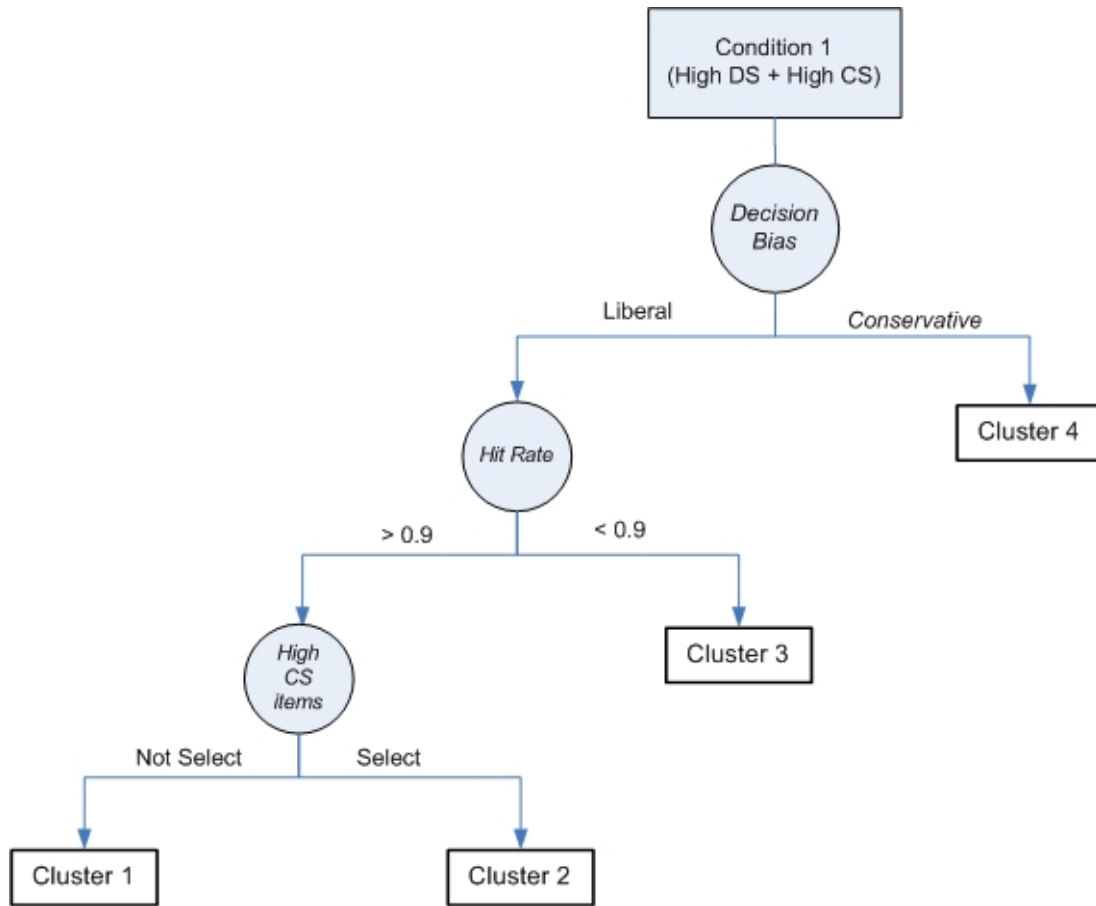 Condition 1
(High DS + High CS)
Decision
Bias
Liberal
Conservative
Cluster 4
Hit Rate
> 0.9
< 0.9
High
CS
items
Cluster 3
Not Select
Select
Cluster 1
Cluster 2